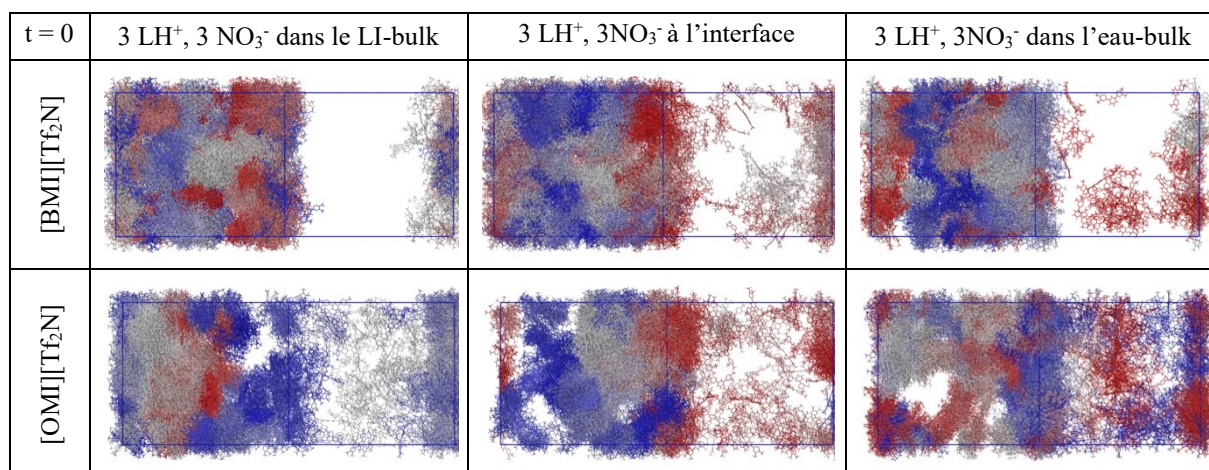 t = 0
3 LH⁺, 3 NO₃⁻ dans le LI-bulk
3 LH⁺, 3NO₃⁻ à l’interface
3 LH⁺, 3NO₃⁻ dans l’eau-bulk
[BMI][Tf₂N]
[OMI][Tf₂N]